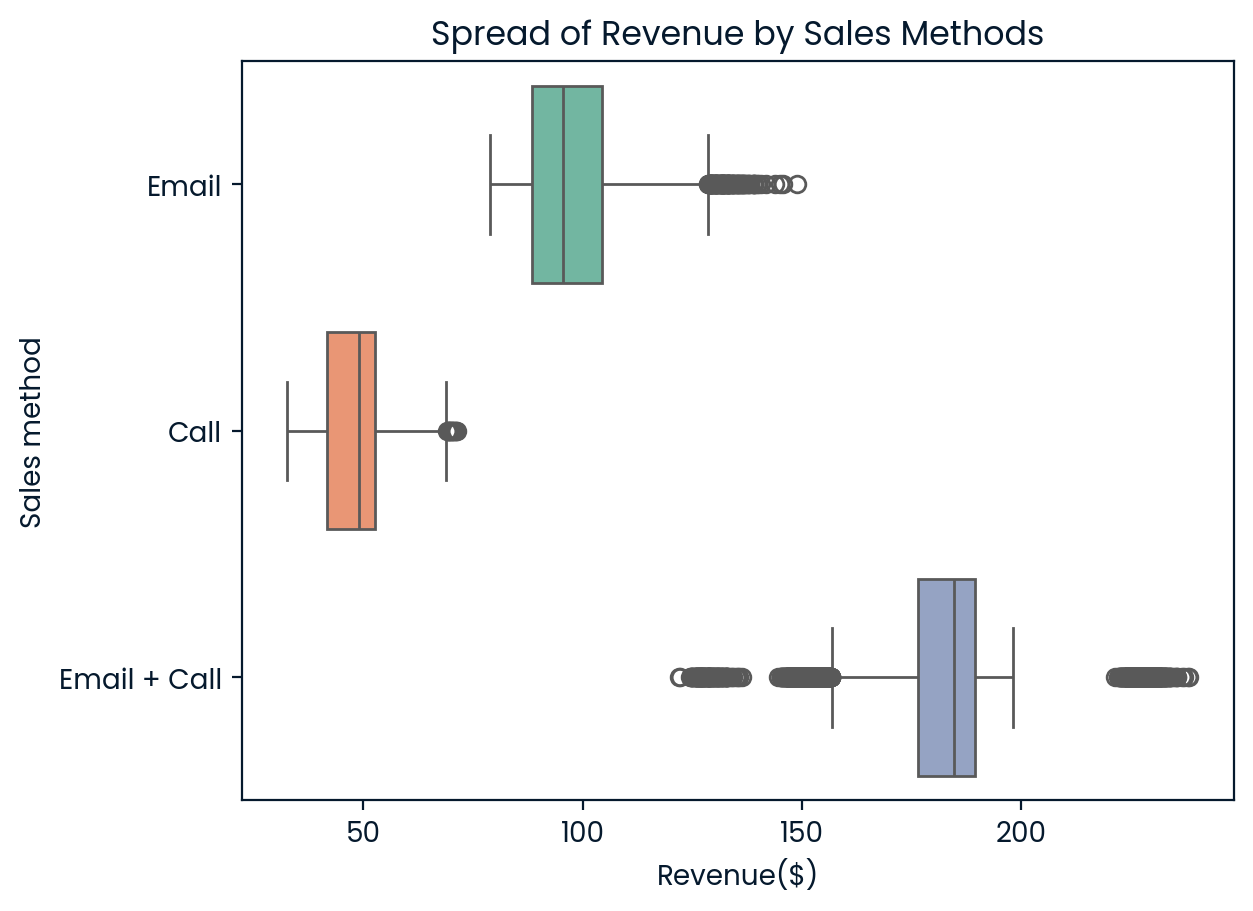 Spread of Revenue by Sales Methods
Sales method
Email
Call
Email + Call
50 100 150 200
Revenue($)